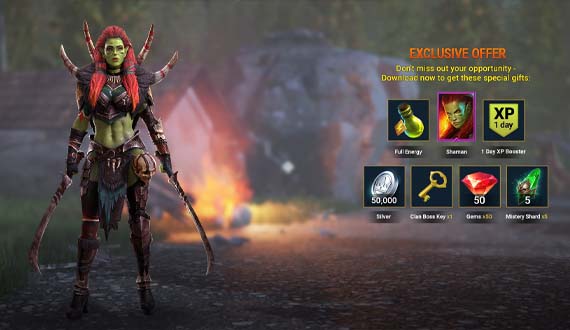 EXCLUSIVE OFFER
Don't miss out your opportunity -
Download now to get these special gifts:
XP
1 day
Full Energy
Shaman
1 Day XP Booster
50,000
50
5
Silver
Clan Boss Key x1
Gems x50
Mistery Shard x5